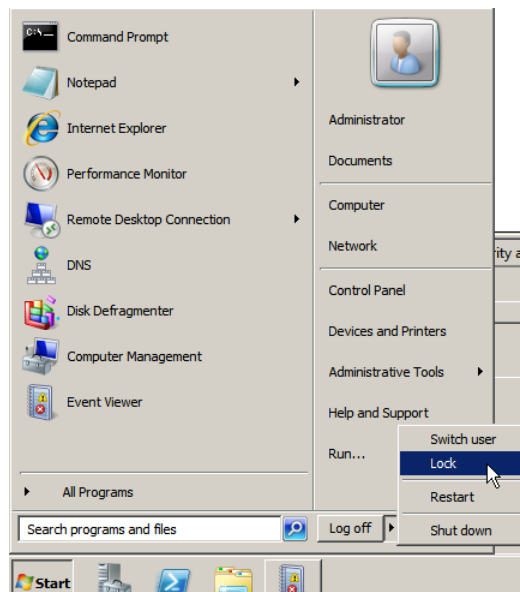 Command Prompt
Notepad
Internet Explorer
Performance Monitor
Remote Desktop Connection
DNS
Disk Defragmenter
Computer Management
Event Viewer
All Programs
Search programs and files
Administrator
Documents
Computer
Network
Control Panel
Devices and Printers
Administrative Tools
Help and Support
Run...
Log off
Switch user
Lock
Restart
Shut down
Start